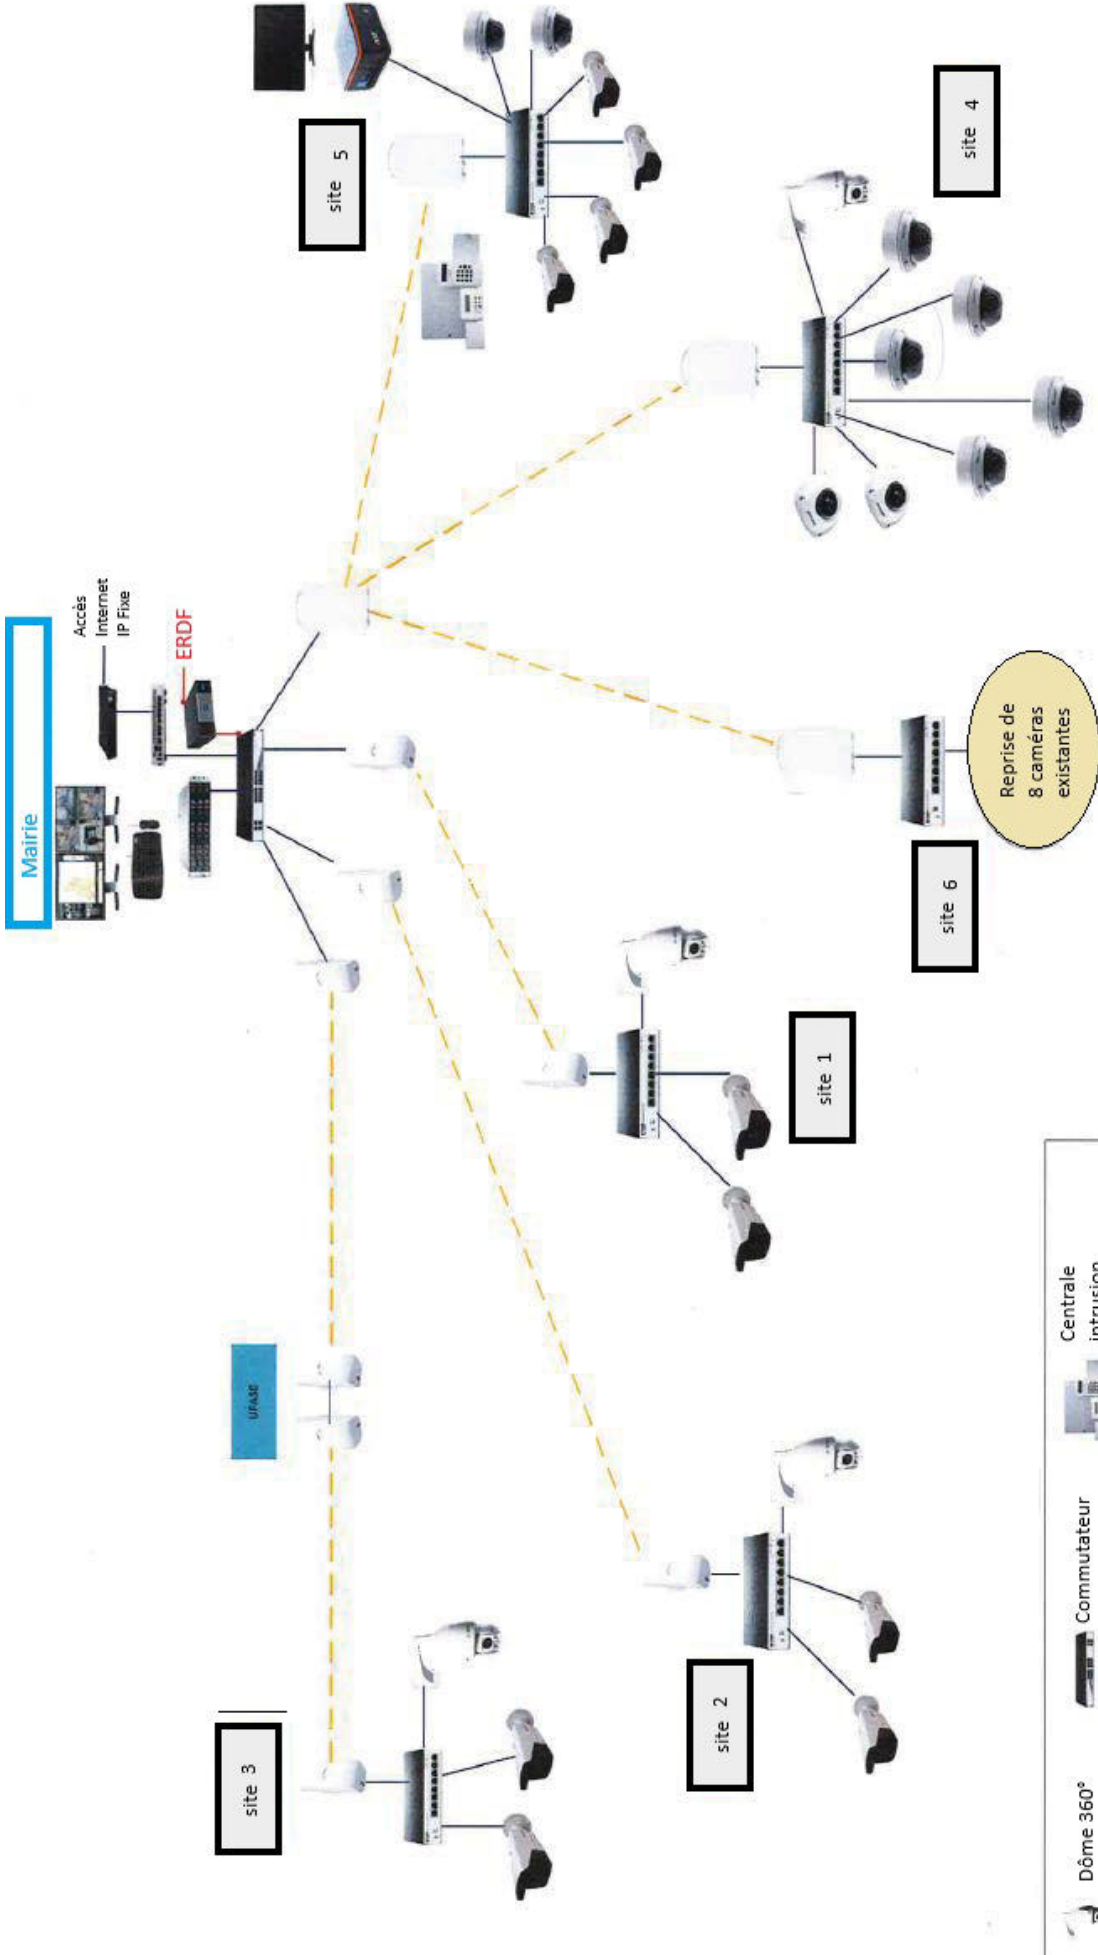 Mairie
Accès
Internet
IP Fixe
ERDF
site 5
site 4
UFASE
site 3
site 2
site 1
site 6
Reprise de
8 caméras
existantes
Dôme 360°
Commutateur
Centrale
intrusion